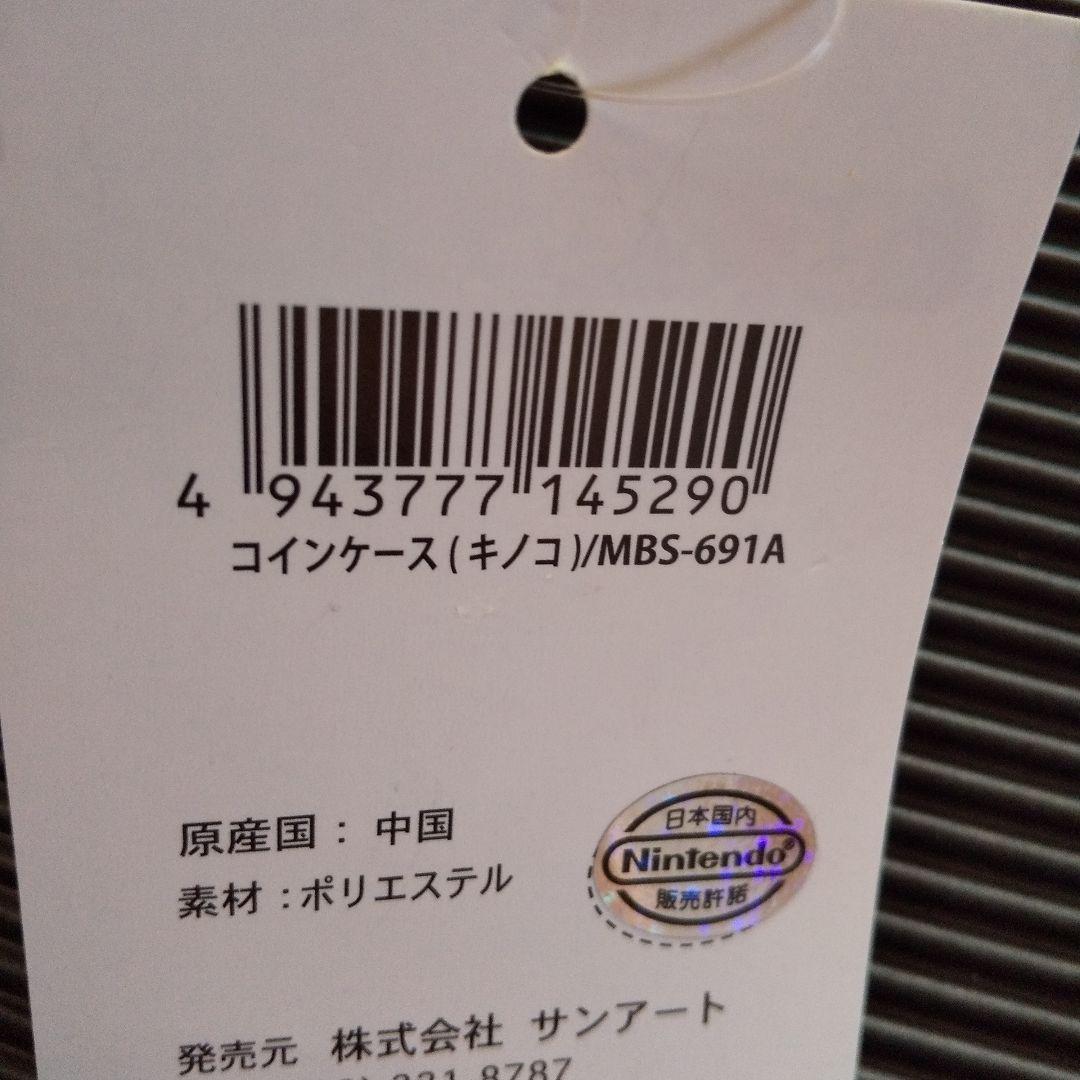 4 943777 145290
コインケース(キノコ)/MBS-691A
原産国：中国
素材：ポリエステル
日本国内
Nintendo®
販売許諾
発売元 株式会社 サンアート
331-8787